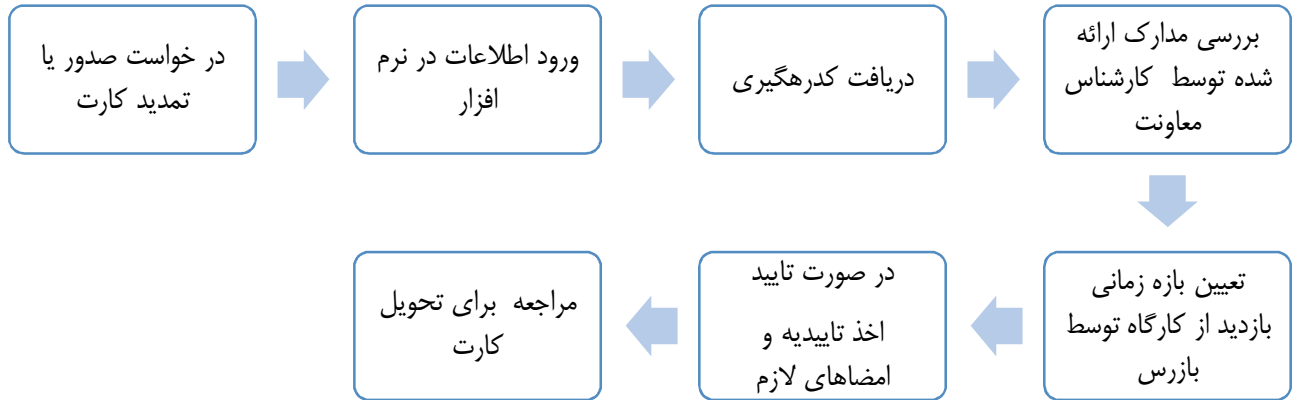 در خواست صدور یا
تمدید کارت
ورود اطلاعات در نرم
افزار
دریافت کدرهگیری
بررسی مدارک ارائه
شده توسط کارشناس
معاونت
تعیین بازه زمانی
بازدید از کارگاه توسط
بازرس
در صورت تایید
اخذ تاییدیه و
امضاهای لازم
مراجعه برای تحویل
کارت